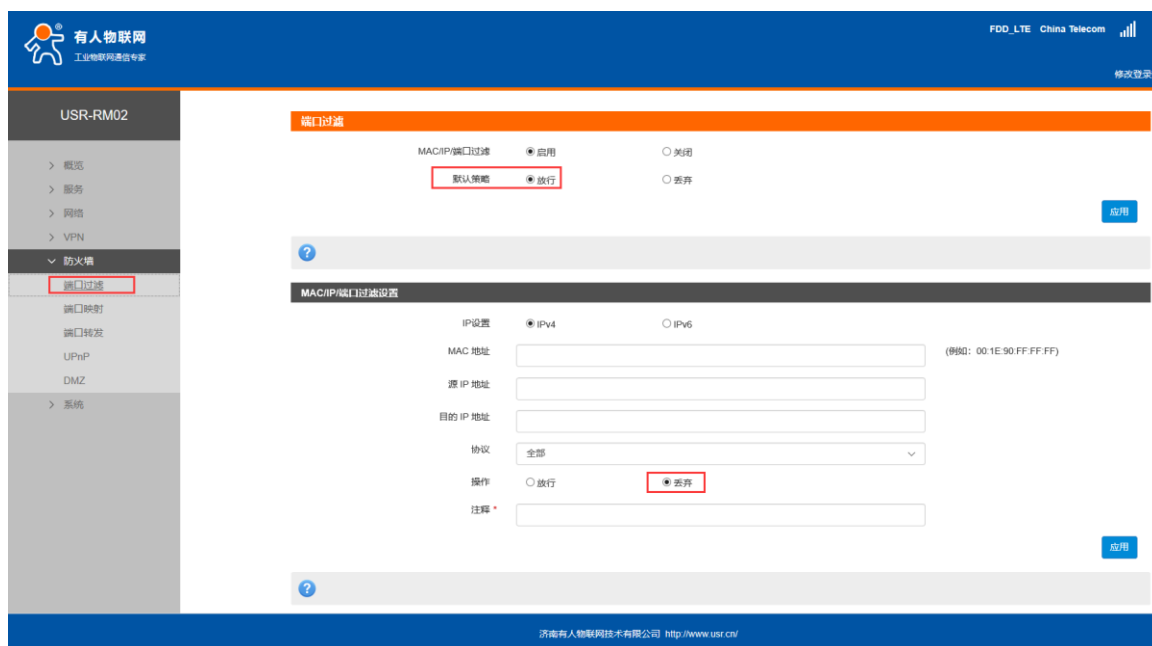 有人物联网
®
工业物联网通信专家
FDD_LTE China Telecom
修改登录
USR-RM02
概览
服务
网络
VPN
防火墙
端口过滤
端口映射
端口转发
UPnP
DMZ
系统
端口过滤
MAC/IP/端口过滤 启用 关闭
默认策略 放行 丢弃
应用
?
MAC/IP/端口过滤设置
IP设置 IPv4 IPv6
MAC 地址 (例如: 00:1E:90:FF:FF:FF)
源 IP 地址
目的 IP 地址
协议 全部
操作 放行 丢弃
注释 *
应用
?
济南有人物联网技术有限公司 http://www.usr.cn/